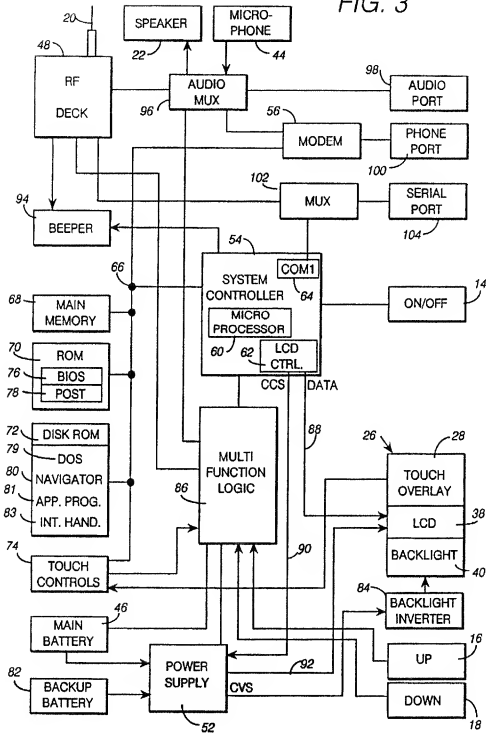 FIG. 3
20
SPEAKER
22
MICRO-
PHONE
44
48
RF
DECK
AUDIO
MUX
96
98
AUDIO
PORT
56
MODEM
PHONE
PORT
100
102
MUX
SERIAL
PORT
104
94
BEEPER
54
COM1
SYSTEM
CONTROLLER
64
MICRO
PROCESSOR
60
62
LCD
CTRL.
CCS
DATA
ON/OFF
14
66
68
MAIN
MEMORY
70
ROM
76
BIOS
78
POST
72
DISK ROM
79
DOS
80
NAVIGATOR
81
APP. PROG.
83
INT. HAND.
74
TOUCH
CONTROLS
86
MULTI
FUNCTION
LOGIC
88
90
26
28
TOUCH
OVERLAY
LCD
38
BACKLIGHT
40
84
BACKLIGHT
INVERTER
46
MAIN
BATTERY
82
BACKUP
BATTERY
POWER
SUPPLY
52
92
CVS
UP
16
DOWN
18